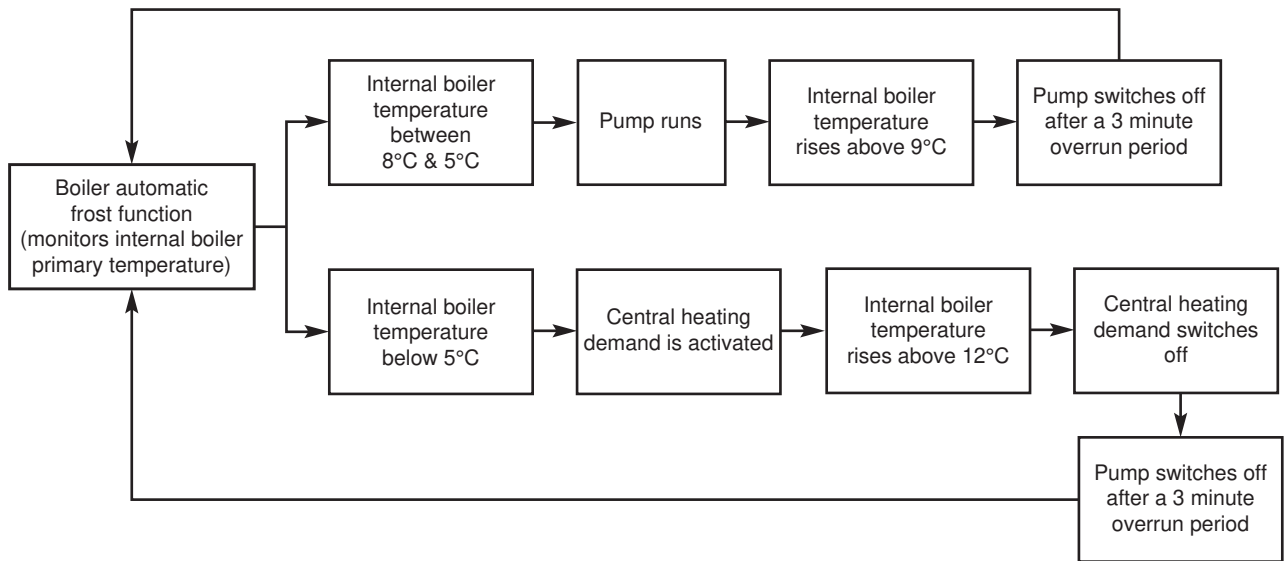 Boiler automatic
frost function
(monitors internal boiler
primary temperature)
Internal boiler
temperature
between
8°C & 5°C
Pump runs
Internal boiler
temperature
rises above 9°C
Pump switches off
after a 3 minute
overrun period
Internal boiler
temperature
below 5°C
Central heating
demand is activated
Internal boiler
temperature
rises above 12°C
Central heating
demand switches
off
Pump switches off
after a 3 minute
overrun period